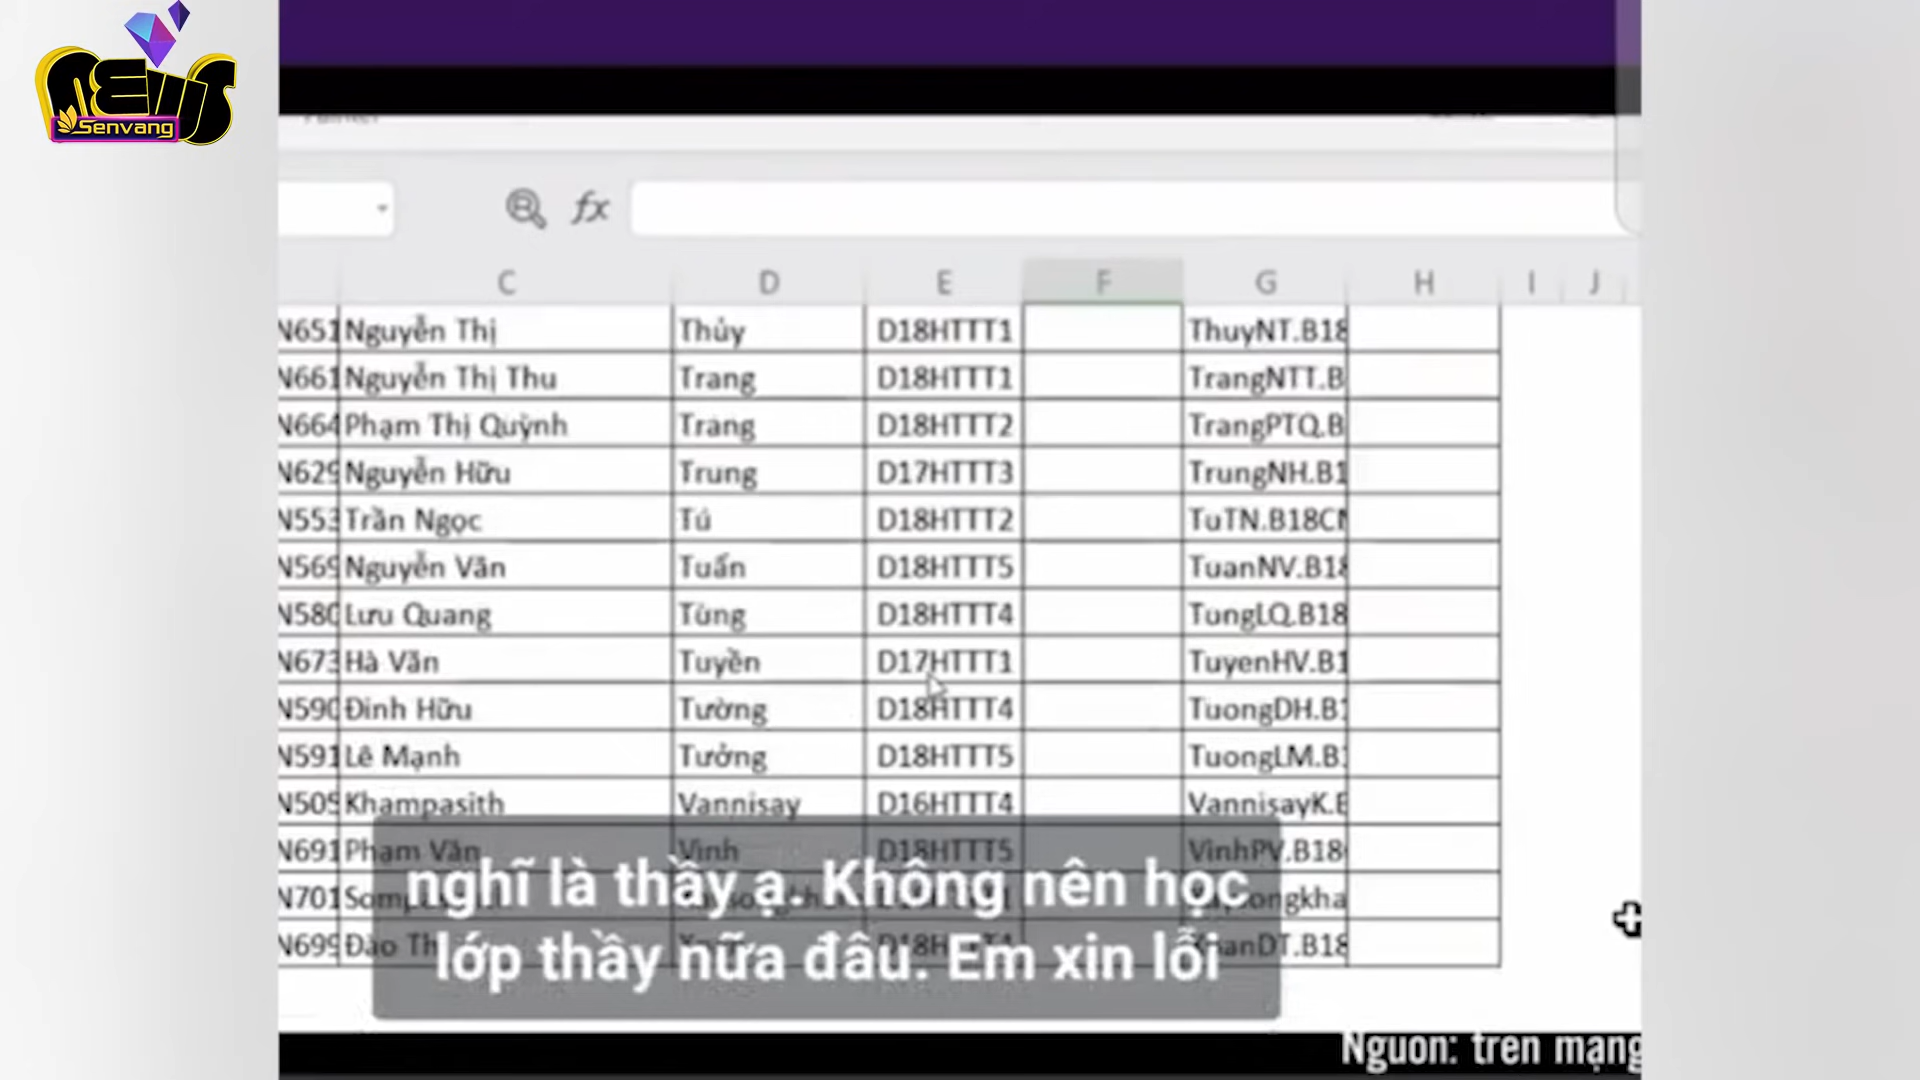 NEWS
Senvang
fx
C D E F G H I J
N651 Nguyễn Thị Thủy D18HTTT1 ThuyNT.B18
N661 Nguyễn Thị Thu Trang D18HTTT1 TrangNTT.B
N664 Phạm Thị Quỳnh Trang D18HTTT2 TrangPTQ.B
N629 Nguyễn Hữu Trung D17HTTT3 TrungNH.B1
N553 Trần Ngọc Tú D18HTTT2 TuTN.B18CN
N569 Nguyễn Văn Tuấn D18HTTT5 TuanNV.B18
N580 Lưu Quang Tùng D18HTTT4 TungLQ.B18
N673 Hà Văn Tuyền D17HTTT1 TuyenHV.B1
N590 Đinh Hữu Tường D18HTTT4 TuongDH.B1
N591 Lê Mạnh Tưởng D18HTTT5 TuongLM.B1
N505 Khampasith Vannisay D16HTTT4 VannisayK.B
N691 Phạm Văn Vinh D18HTTT5 VinhPV.B18
N701
N699 Đào
nghĩ là thầy ạ. Không nên học
lớp thầy nữa đâu. Em xin lỗi
Nguon: tren mạng